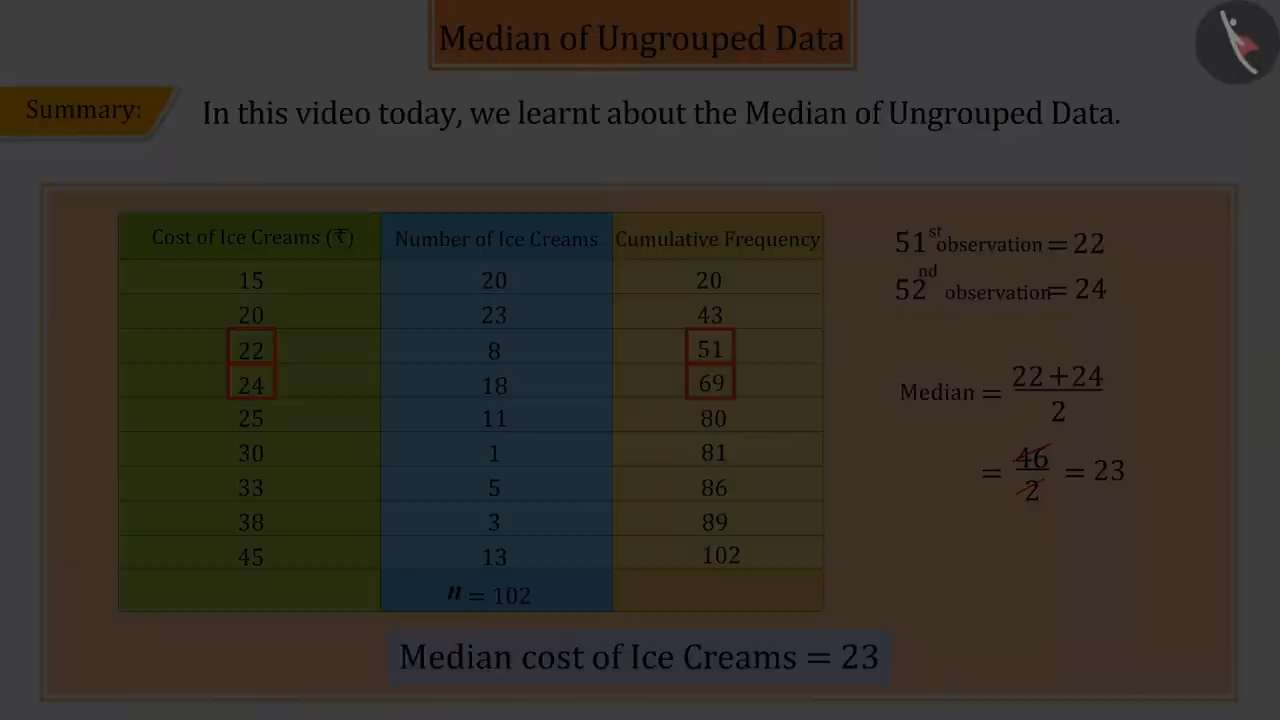 Median of Ungrouped Data
Summary:
In this video today, we learnt about the Median of Ungrouped Data.
Cost of Ice Creams (₹) Number of Ice Creams Cumulative Frequency
15 20 20
20 23 43
22 8 51
24 18 69
25 11 80
30 1 81
33 5 86
38 3 89
45 13 102
n = 102
51st observation = 22
52nd observation = 24
Median = 22+24
2
= 46
2
= 23
Median cost of Ice Creams = 23